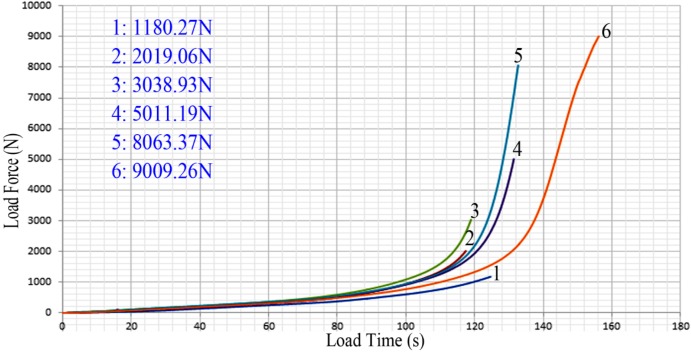 10000
9000
8000
7000
6000
5000
4000
3000
2000
1000
0
Load Force (N)
1: 1180.27N
2: 2019.06N
3: 3038.93N
4: 5011.19N
5: 8063.37N
6: 9009.26N
6
5
4
3
2
1
0 20 40 60 80 100 120 140 160 180
Load Time (s)